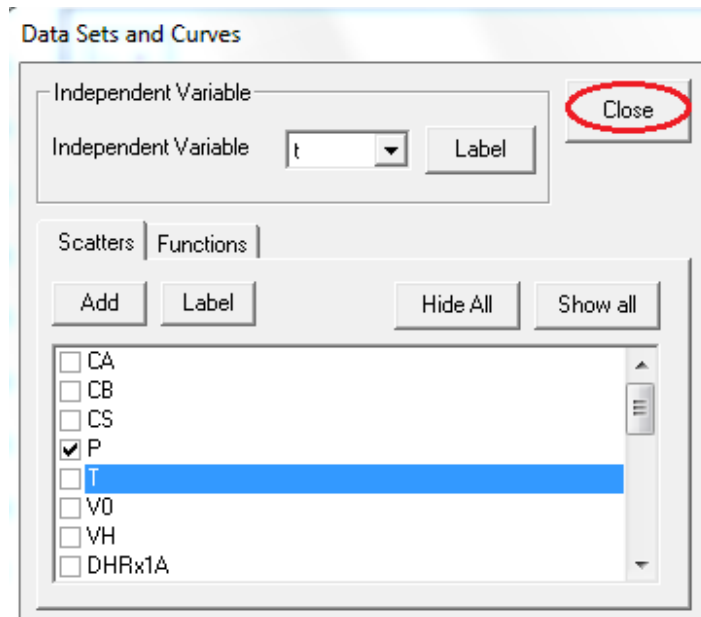 Data Sets and Curves
Independent Variable
Close
Independent Variable t Label
Scatters Functions
Add Label Hide All Show all
CA
CB
CS
P
T
V0
VH
DHRx1A